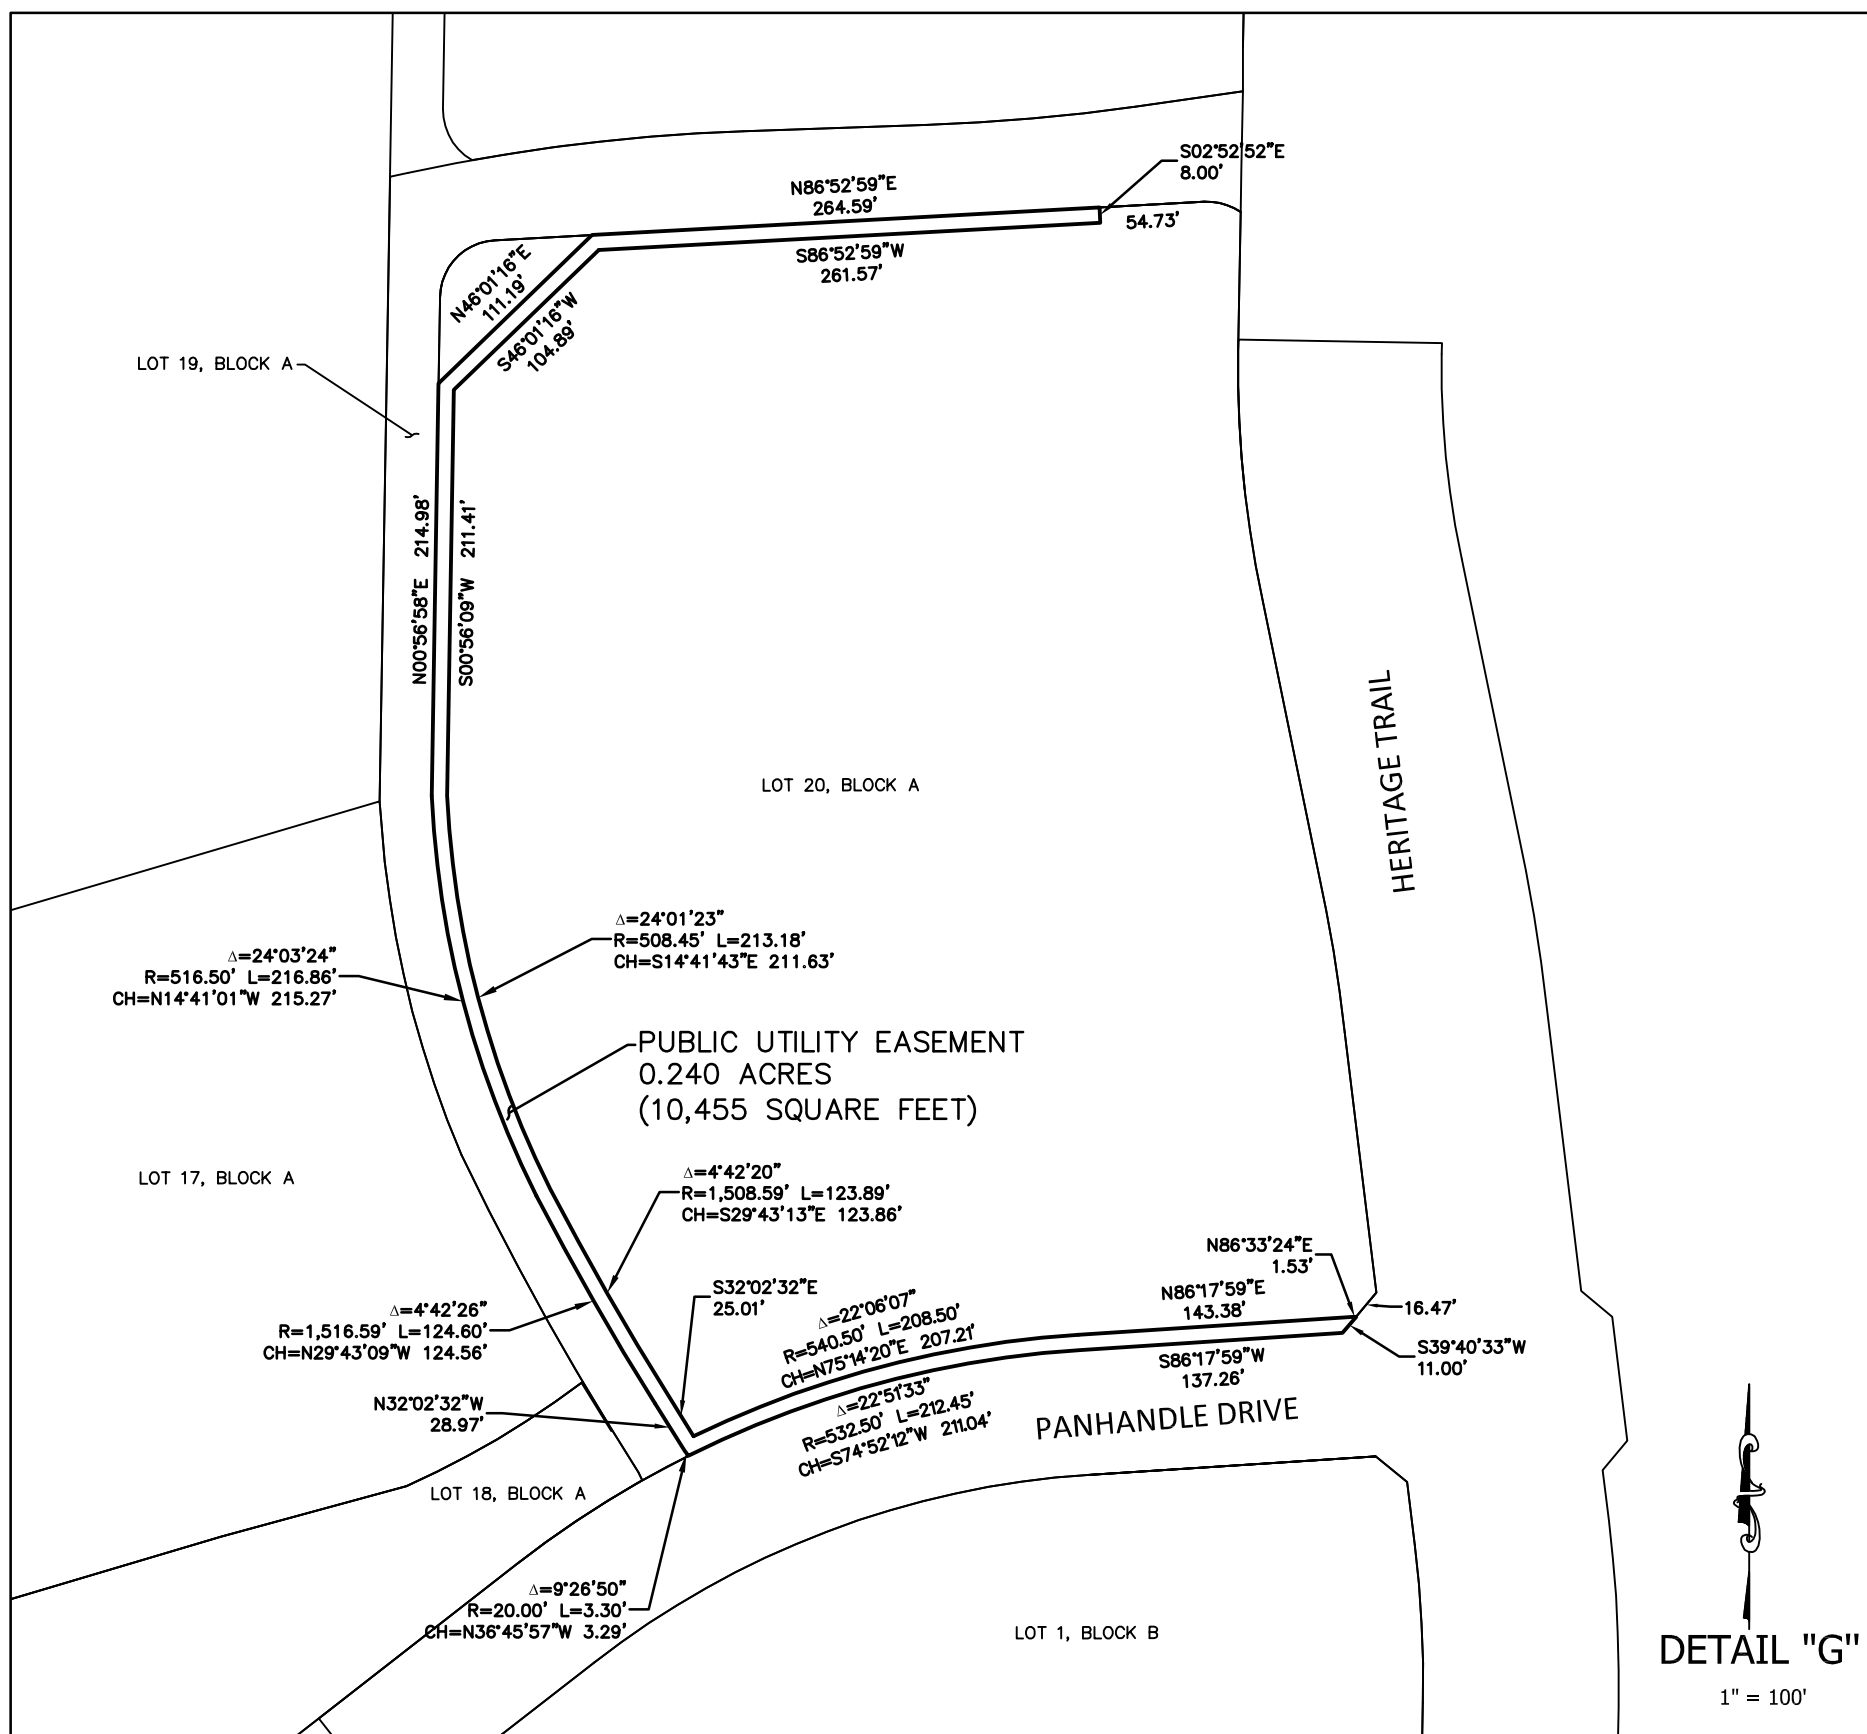 S02°52'52"E
8.00'
N86°52'59"E
264.59'
54.73'
S86°52'59"W
261.57'
N46°01'16"E
111.19'
S46°01'16"W
104.89'
LOT 19, BLOCK A
N00°56'58"E 214.98'
S00°56'09"W 211.41'
HERITAGE TRAIL
LOT 20, BLOCK A
Δ=24°01'23"
R=508.45' L=213.18'
CH=S14°41'43"E 211.63'
Δ=24°03'24"
R=516.50' L=216.86'
CH=N14°41'01"W 215.27'
PUBLIC UTILITY EASEMENT
0.240 ACRES
(10,455 SQUARE FEET)
LOT 17, BLOCK A
Δ=4°42'20"
R=1,508.59' L=123.89'
CH=S29°43'13"E 123.86'
N86°33'24"E
1.53'
S32°02'32"E
25.01'
N86°17'59"E
143.38'
16.47'
Δ=4°42'26"
R=1,516.59' L=124.60'
CH=N29°43'09"W 124.56'
Δ=22°06'07"
R=540.50' L=208.50'
CH=N75°14'20"E 207.21'
S39°40'33"W
11.00'
S86°17'59"W
137.26'
N32°02'32"W
28.97'
Δ=22°51'33"
R=532.50' L=212.45'
CH=S74°52'12"W 211.04'
PANHANDLE DRIVE
LOT 18, BLOCK A
Δ=9°26'50"
R=20.00' L=3.30'
CH=N36°45'57"W 3.29'
LOT 1, BLOCK B
DETAIL "G"
1" = 100'